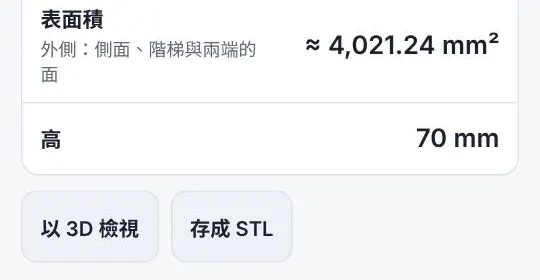 表面積
外側：側面、階梯與兩端的
面
≈ 4,021.24 mm²
高
70 mm
以 3D 檢視
存成 STL